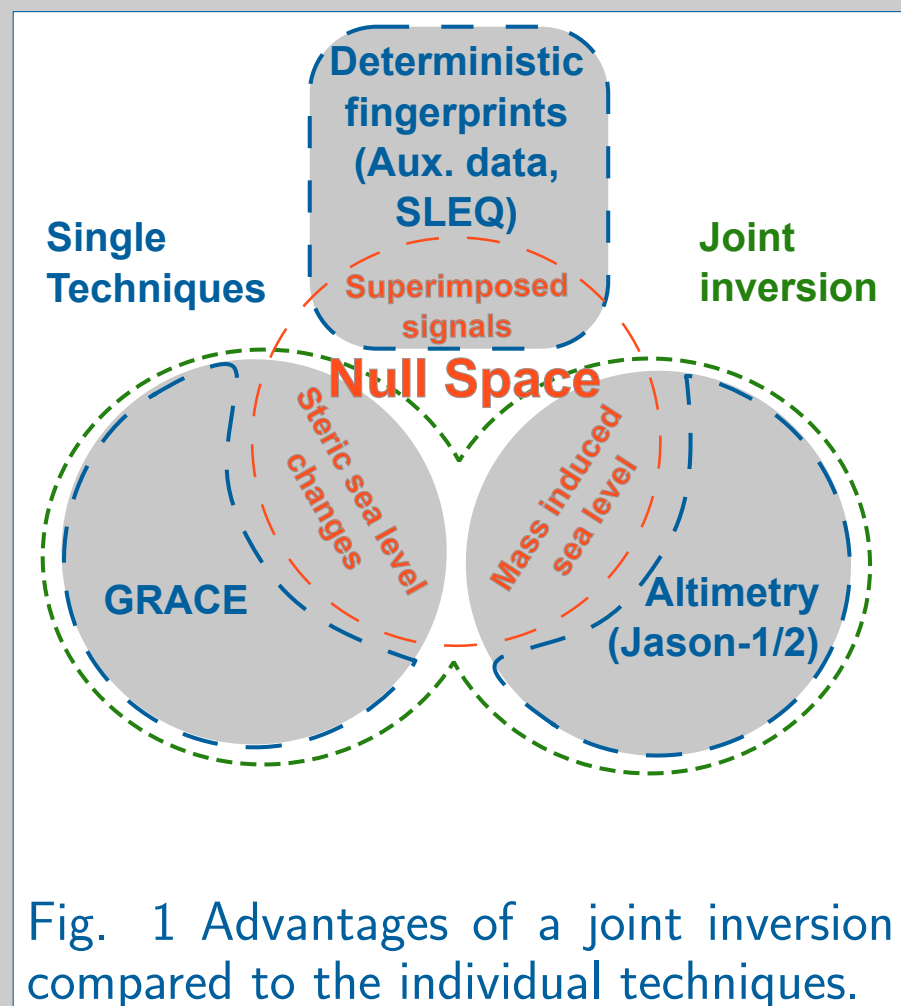 Deterministic
fingerprints
(Aux. data,
SLEQ)
Single
Techniques
Joint
inversion
Superimposed
signals
Null Space
Steric sea level
changes
Mass induced
sea level
GRACE
Altimetry
(Jason-1/2)
Fig. 1 Advantages of a joint inversion
compared to the individual techniques.